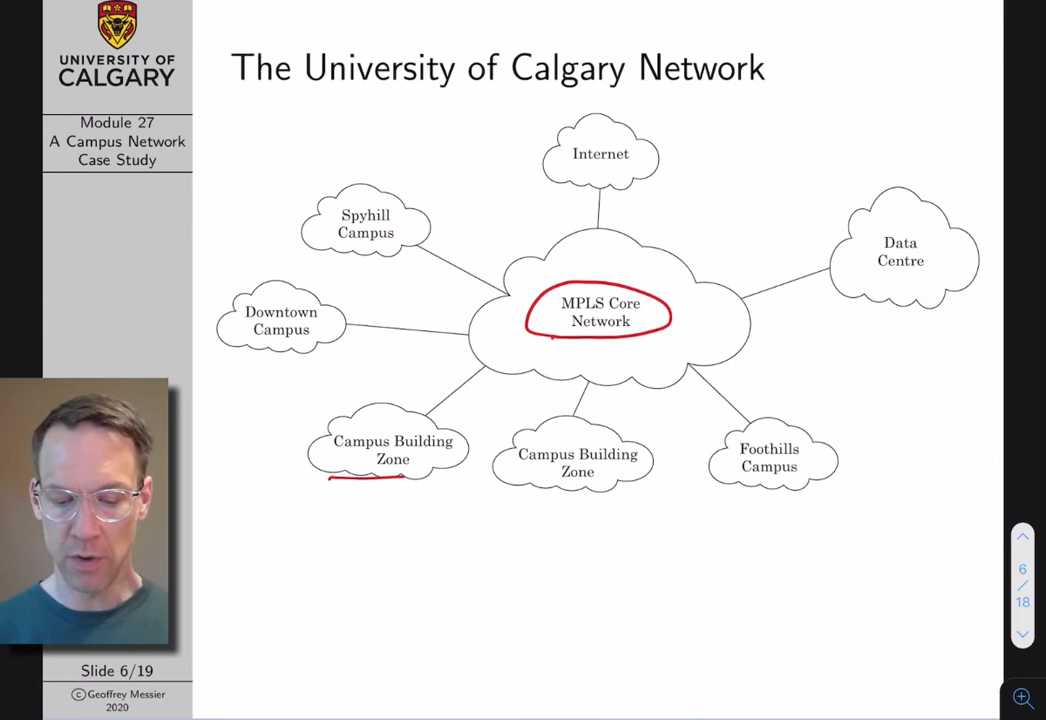 UNIVERSITY OF
CALGARY
Module 27
A Campus Network
Case Study
The University of Calgary Network
Internet
Spyhill
Campus
Data
Centre
Downtown
Campus
MPLS Core
Network
Campus Building
Zone
Campus Building
Zone
Foothills
Campus
6
/
18
Slide 6/19
©Geoffrey Messier
2020